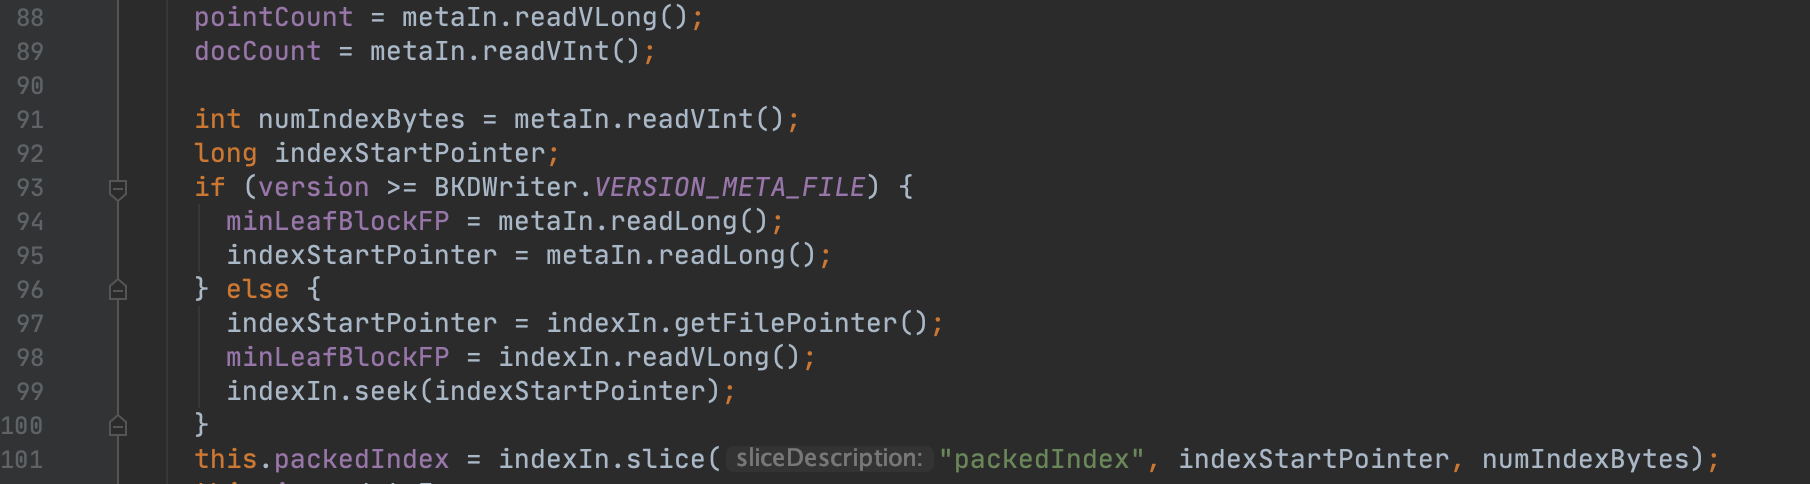 88 pointCount = metaIn.readVLong();
89 docCount = metaIn.readVInt();
90
91 int numIndexBytes = metaIn.readVInt();
92 long indexStartPointer;
93 if (version >= BKDWriter.VERSION_META_FILE) {
94 minLeafBlockFP = metaIn.readLong();
95 indexStartPointer = metaIn.readLong();
96 } else {
97 indexStartPointer = indexIn.getFilePointer();
98 minLeafBlockFP = indexIn.readVLong();
99 indexIn.seek(indexStartPointer);
100 }
101 this.packedIndex = indexIn.slice( sliceDescription: "packedIndex", indexStartPointer, numIndexBytes);